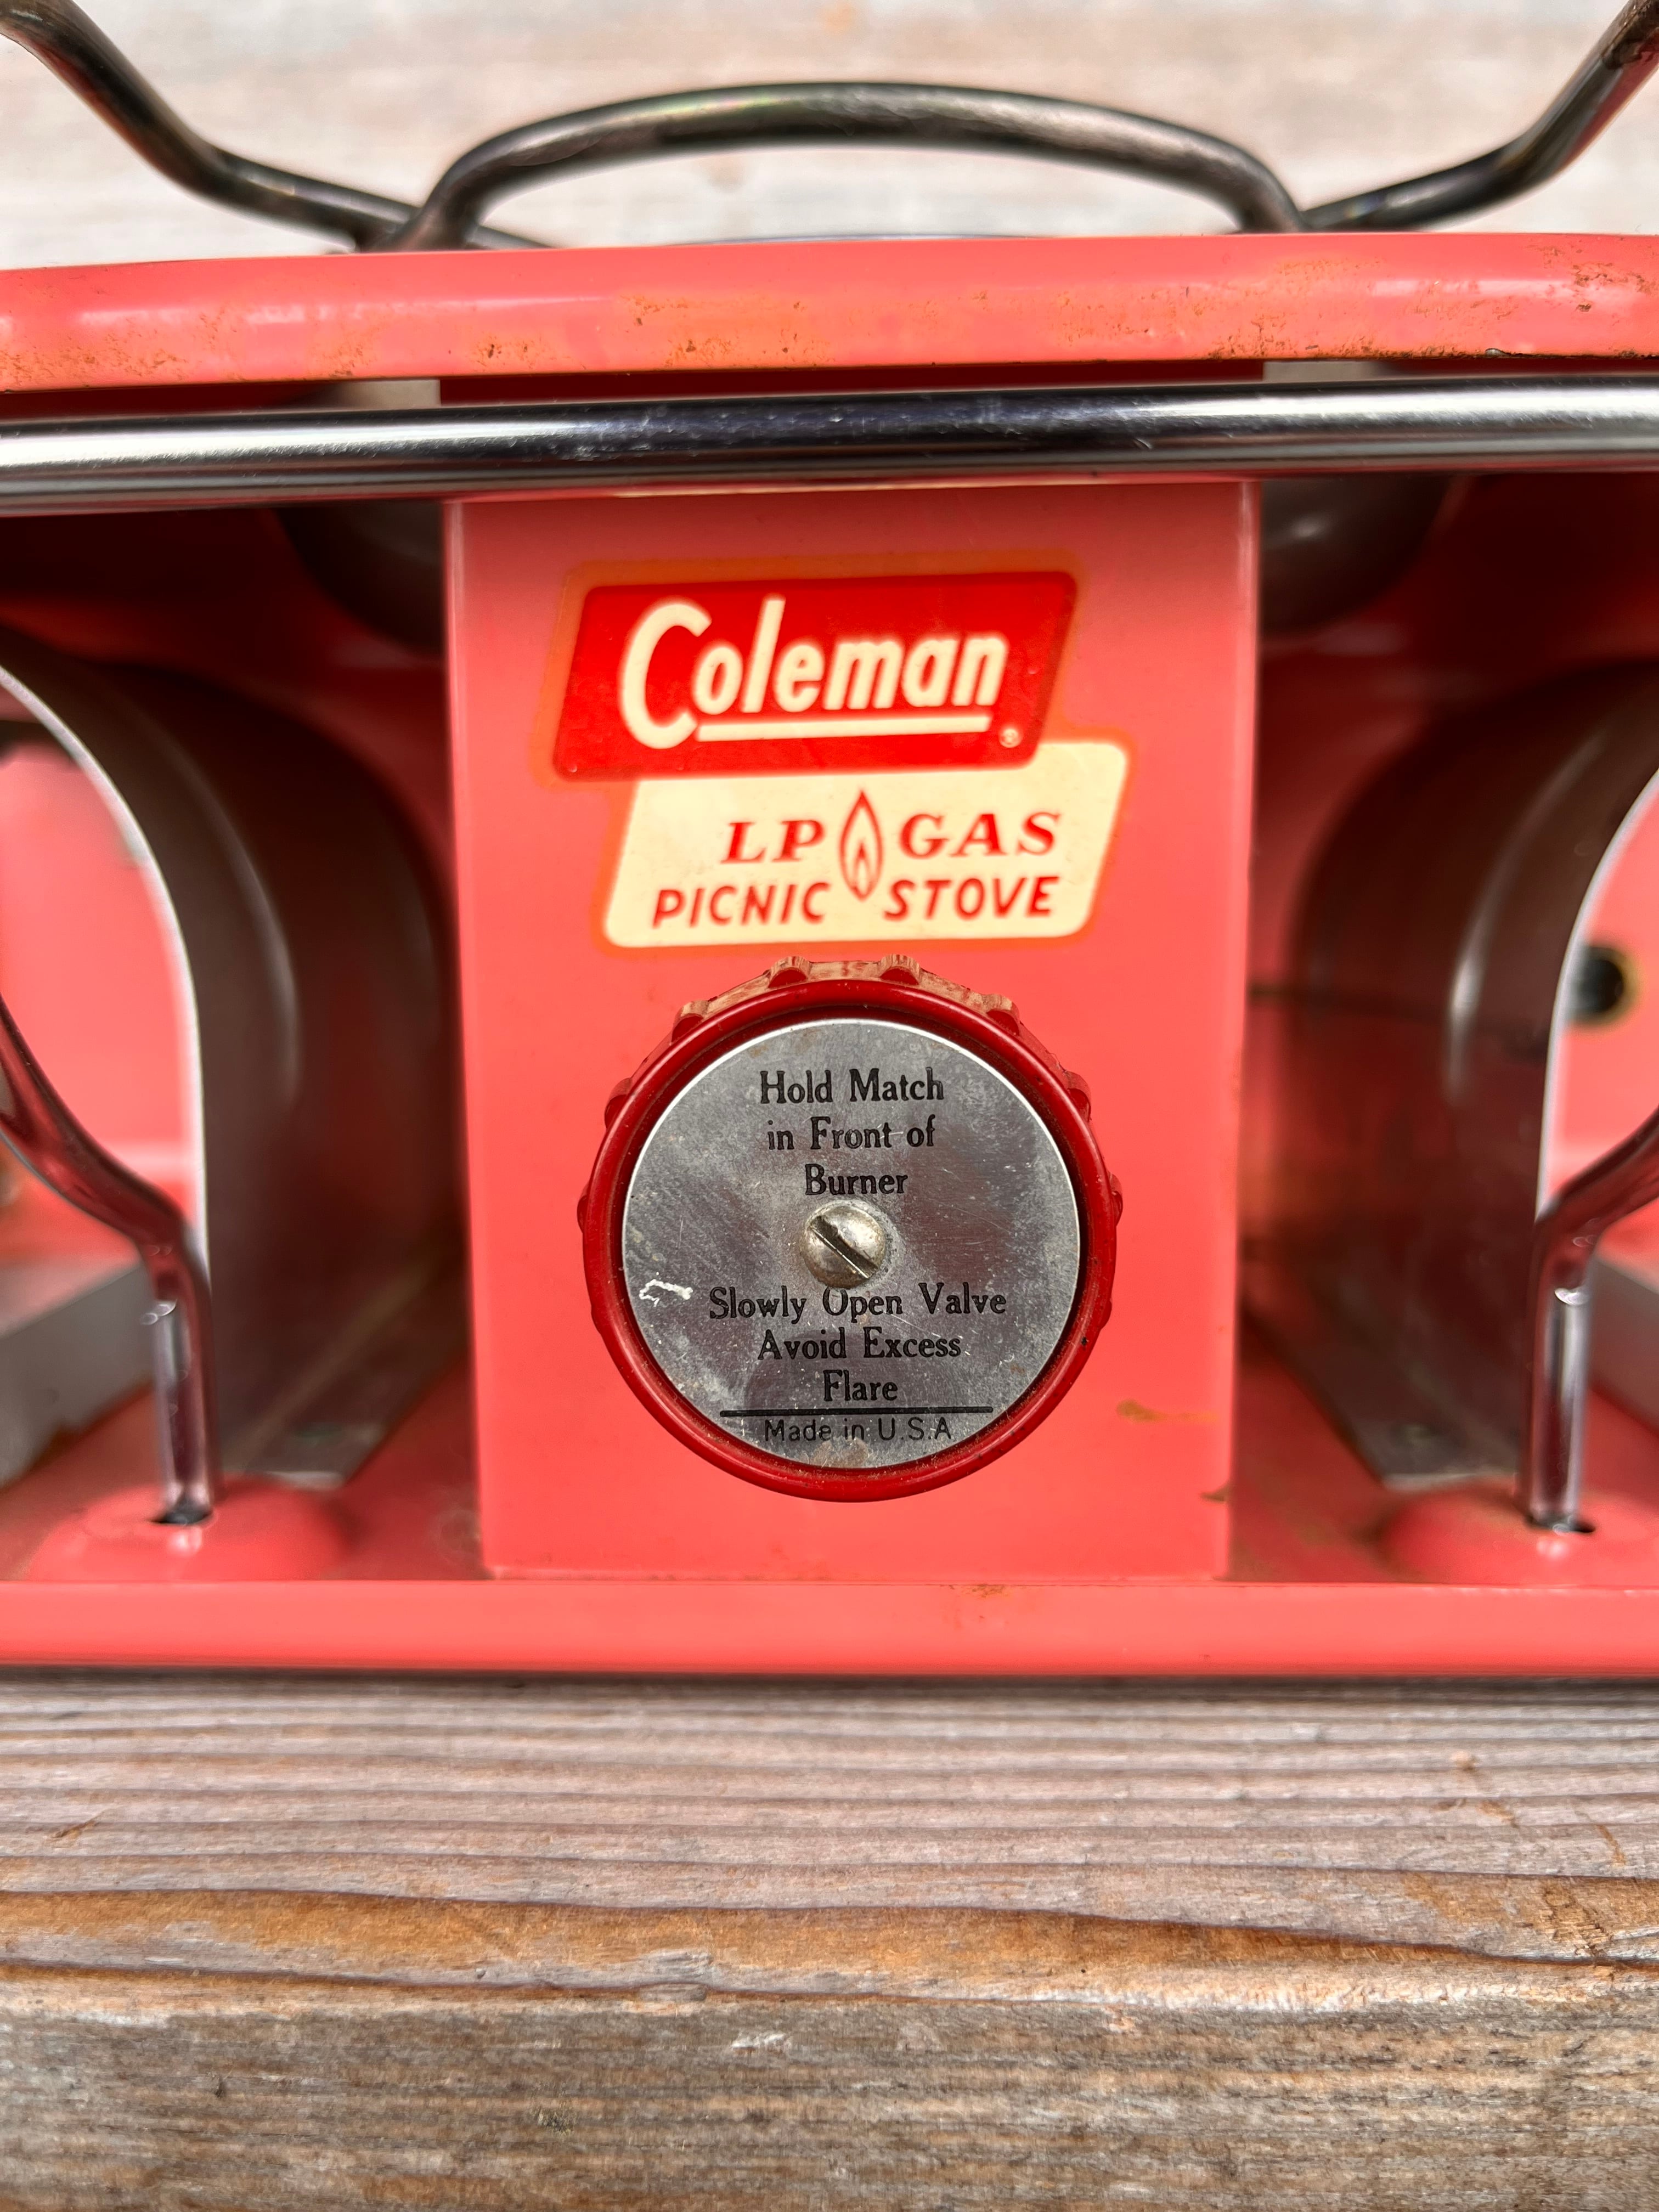 Coleman®
LP GAS
PICNIC STOVE
Hold Match
in Front of
Burner
Slowly Open Valve
Avoid Excess
Flare
Made in U.S.A